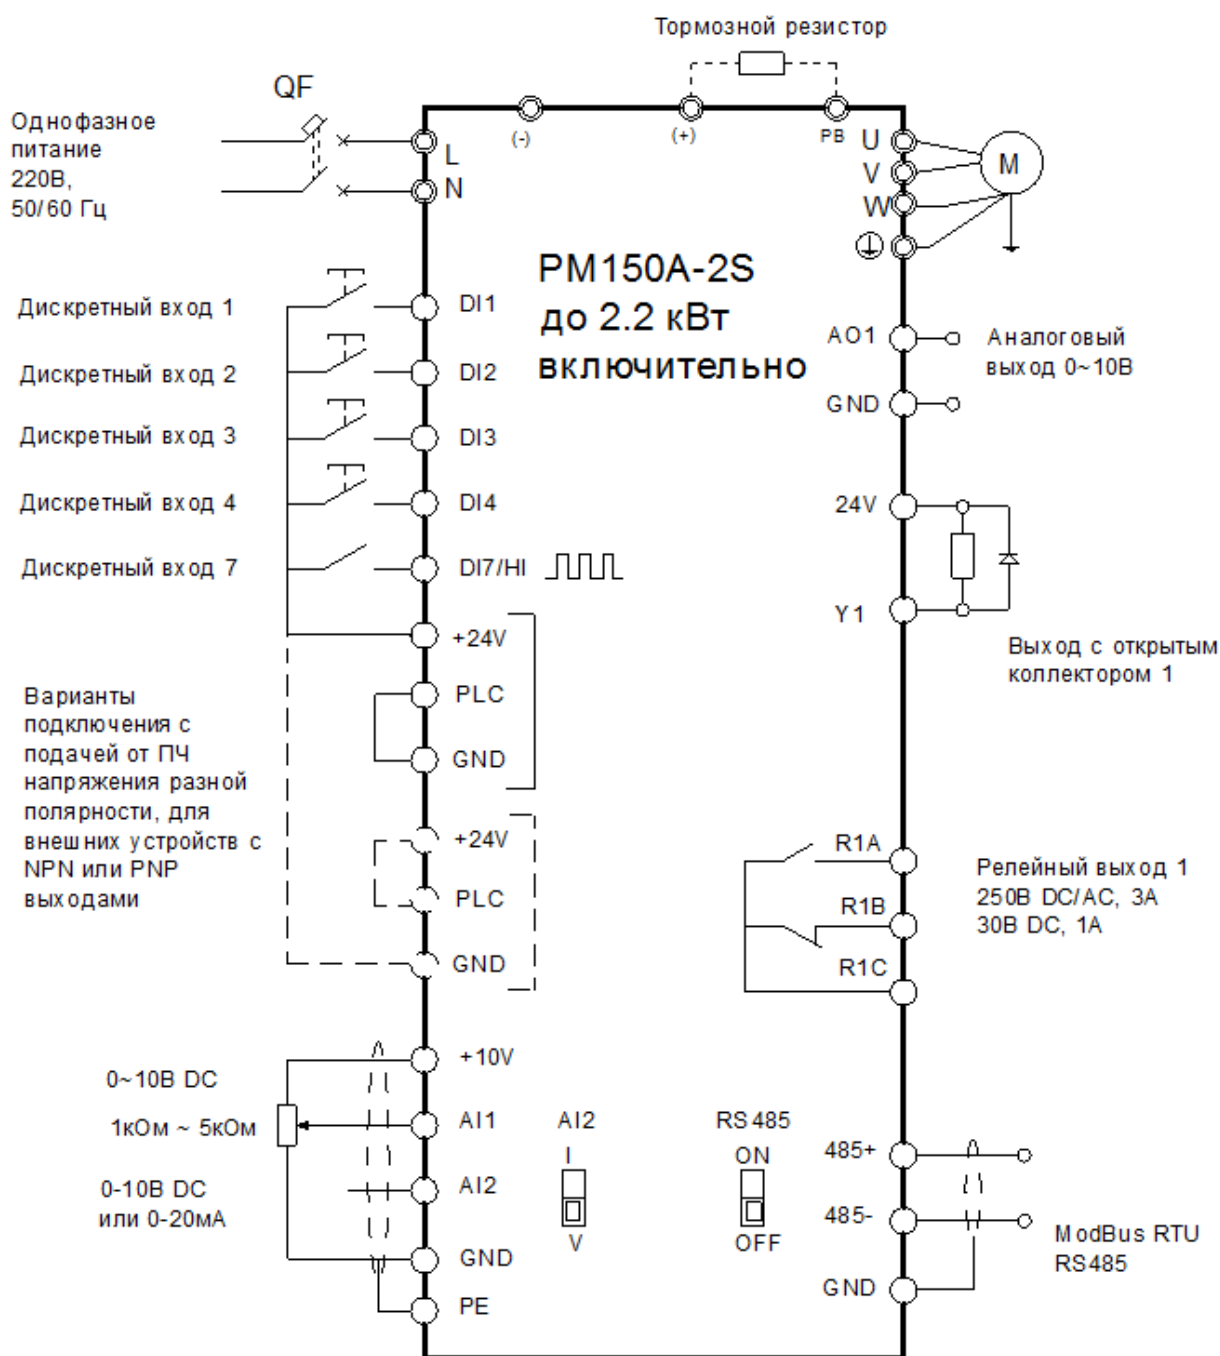 Тормозной резистор
QF
Однофазное
питание
220В,
50/60 Гц
L
N
(-)
(+)
PB
U
V
W
M
PM150A-2S
до 2.2 кВт
включительно
Дискретный вход 1
DI1
Дискретный вход 2
DI2
Дискретный вход 3
DI3
Дискретный вход 4
DI4
Дискретный вход 7
DI7/HI
+24V
PLC
GND
Варианты
подключения с
подачей от ПЧ
напряжения разной
полярности, для
внешних устройств с
NPN или PNP
выходами
+24V
PLC
GND
AO1
Аналоговый
выход 0~10В
GND
24V
Y1
Выход с открытым
коллектором 1
R1A
R1B
R1C
Релейный выход 1
250В DC/AC, 3А
30В DC, 1А
+10V
0~10В DC
1кОм ~ 5кОм
AI1
0-10В DC
или 0-20мА
AI2
GND
PE
AI2
I
V
RS485
ON
OFF
485+
485-
GND
ModBus RTU
RS485